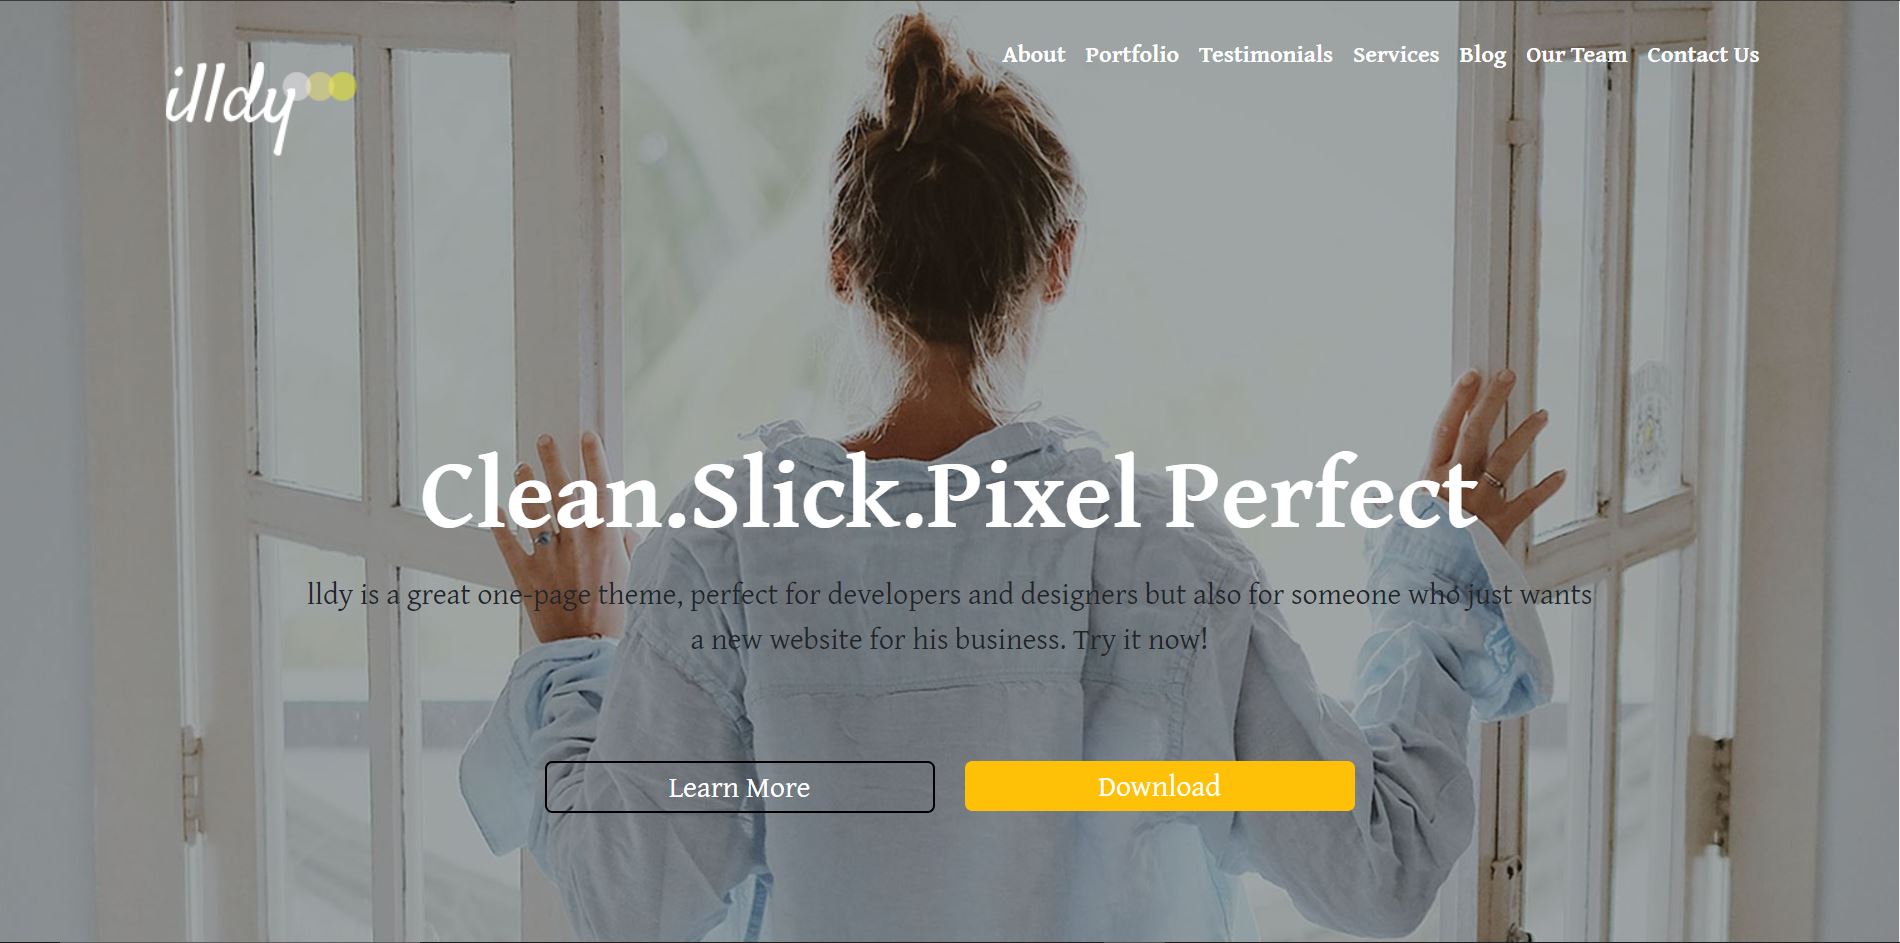 illdy
About Portfolio Testimonials Services Blog Our Team Contact Us
Clean.Slick.Pixel Perfect
lldy is a great one-page theme, perfect for developers and designers but also for someone who just wants
a new website for his business. Try it now!
Learn More
Download